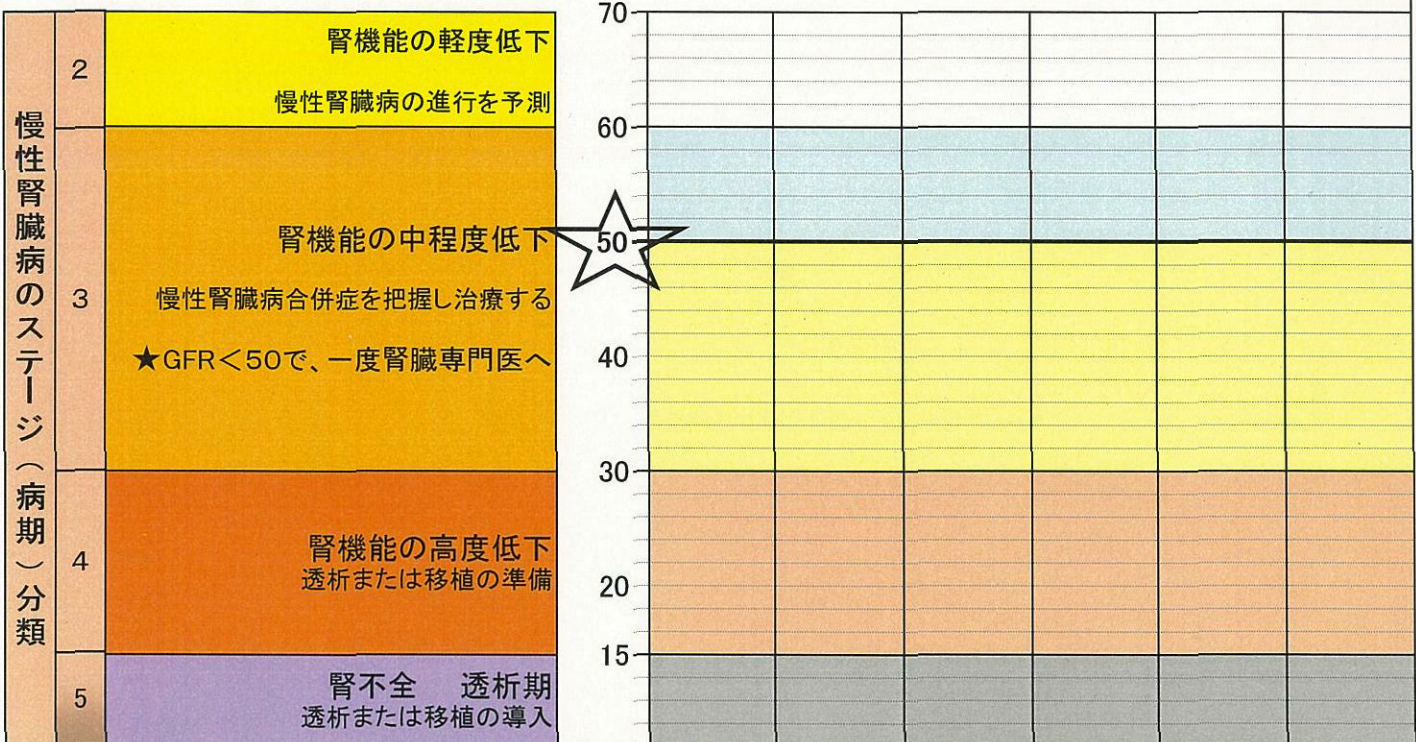 慢性腎臓病のステージ（病期）分類
2
腎機能の軽度低下
慢性腎臓病の進行を予測
3
腎機能の中程度低下
慢性腎臓病合併症を把握し治療する
★GFR＜50で、一度腎臓専門医へ
4
腎機能の高度低下
透析または移植の準備
5
腎不全　透析期
透析または移植の導入
70
60
50
40
30
20
15